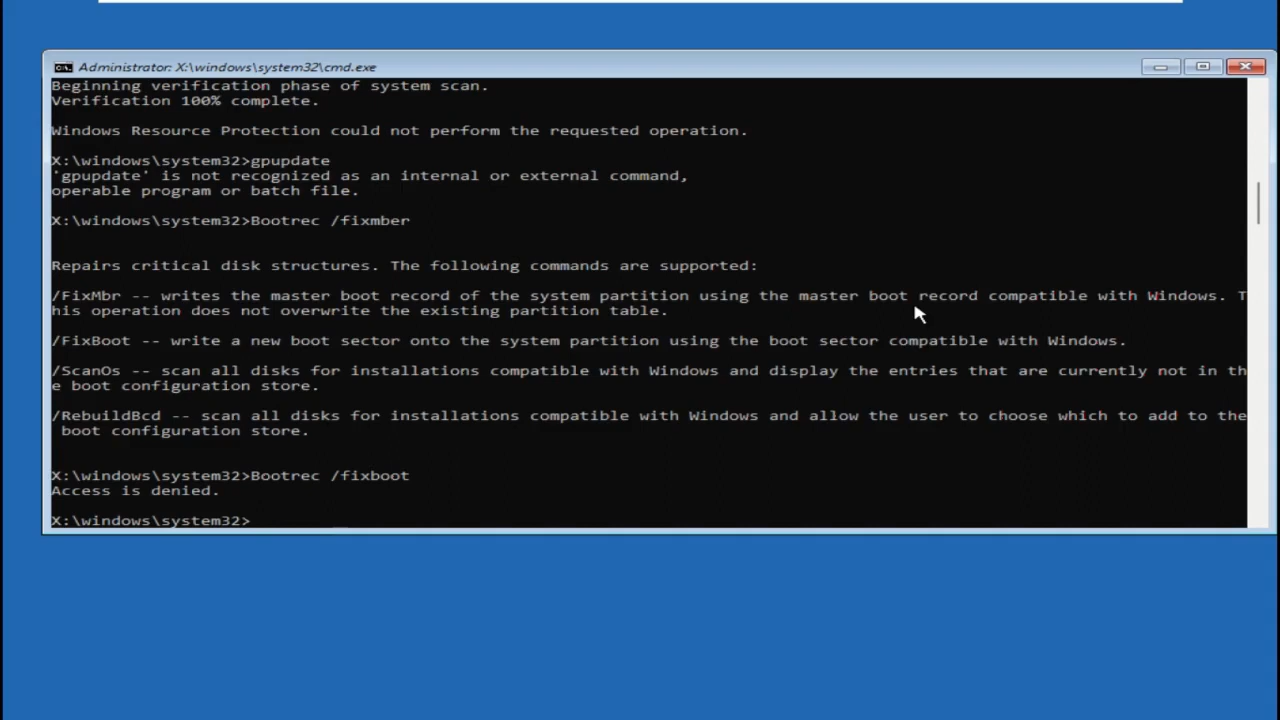 Administrator: X:\windows\system32\cmd.exe
Beginning verification phase of system scan.
Verification 100% complete.
Windows Resource Protection could not perform the requested operation.
X:\windows\system32>gpupdate
'gpupdate' is not recognized as an internal or external command,
operable program or batch file.
X:\windows\system32>Bootrec /fixmber
Repairs critical disk structures. The following commands are supported:
/FixMbr -- writes the master boot record of the system partition using the master boot record compatible with Windows. T
his operation does not overwrite the existing partition table.
/FixBoot -- write a new boot sector onto the system partition using the boot sector compatible with Windows.
/ScanOs -- scan all disks for installations compatible with Windows and display the entries that are currently not in th
e boot configuration store.
/RebuildBcd -- scan all disks for installations compatible with Windows and allow the user to choose which to add to the
boot configuration store.
X:\windows\system32>Bootrec /fixboot
Access is denied.
X:\windows\system32>